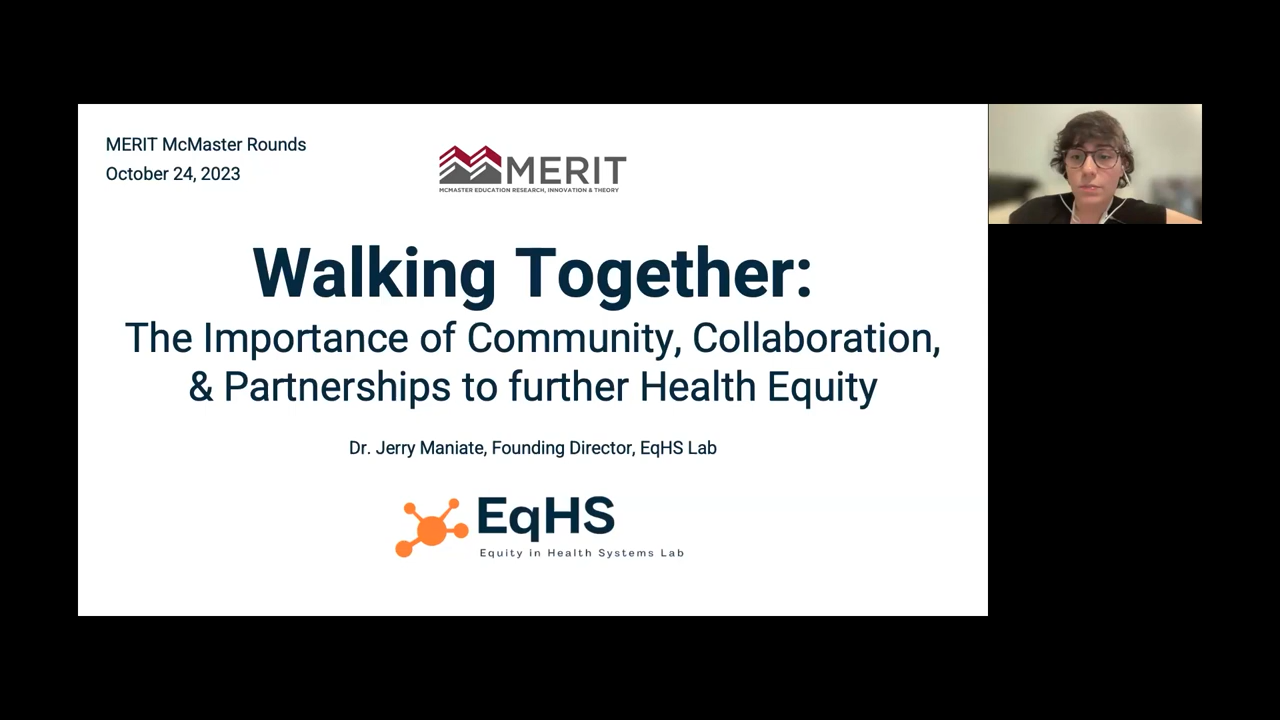 MERIT McMaster Rounds
October 24, 2023
MERIT
MCMASTER EDUCATION RESEARCH, INNOVATION & THEORY
Walking Together:
The Importance of Community, Collaboration,
& Partnerships to further Health Equity
Dr. Jerry Maniate, Founding Director, EqHS Lab
EqHS
Equity in Health Systems Lab